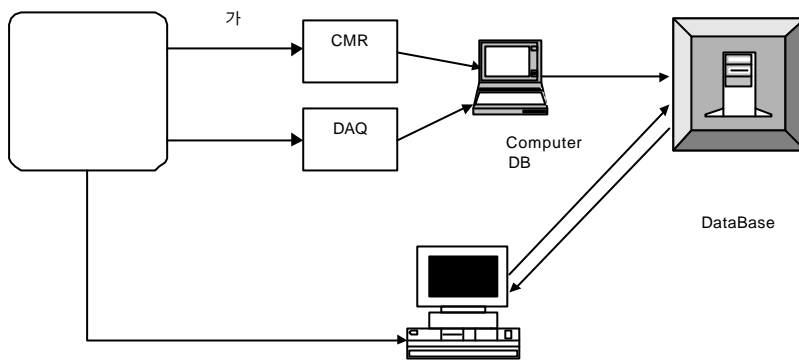 가
CMR
DAQ
Computer
DB
DataBase